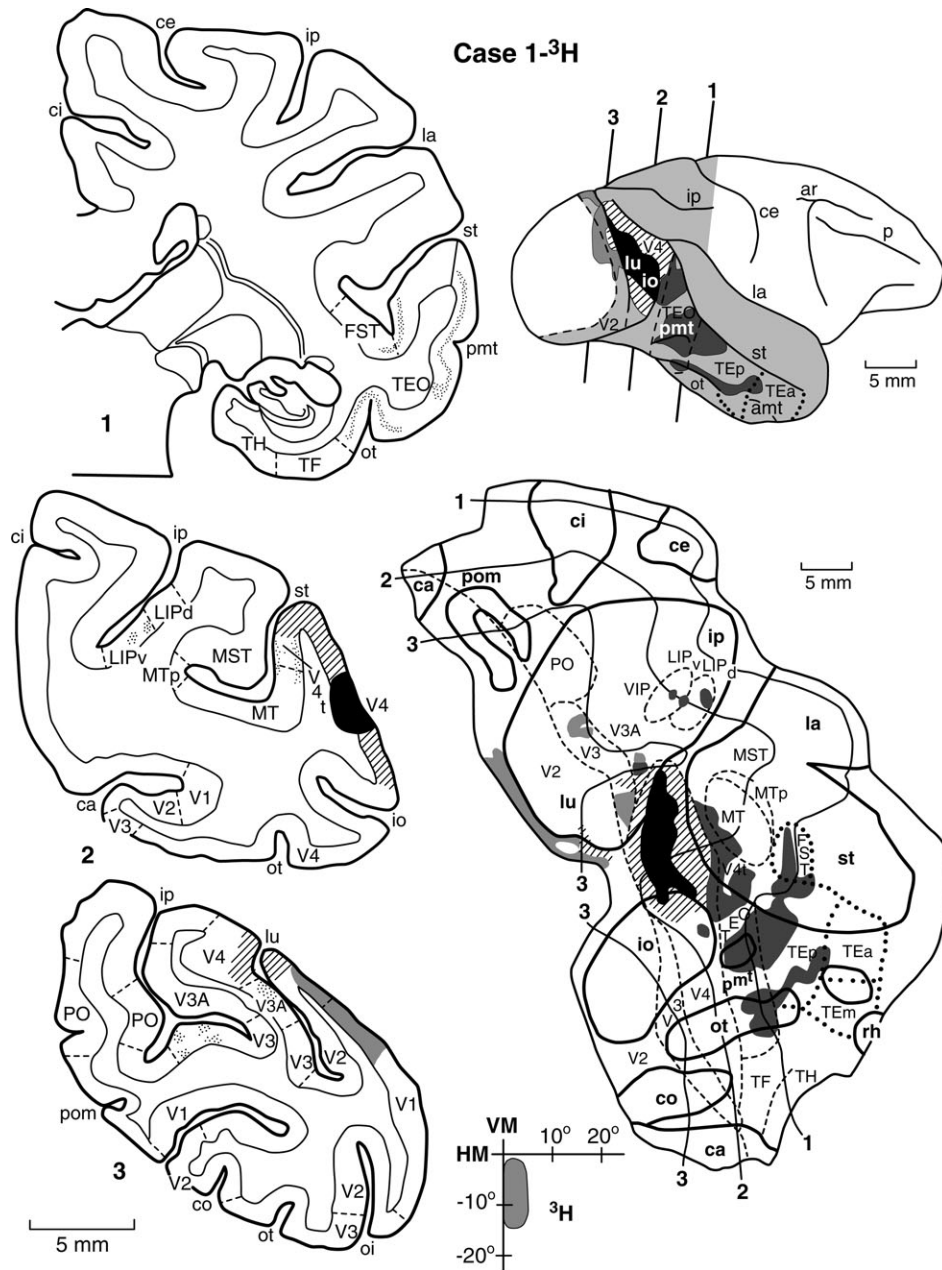 Case 1-³H
ce
ip
ci
la
st
FST
pmt
TEO
TH
TF
ot
1
3
2
1
ip
ce
ar
p
V4
lu
io
la
V2
TEO
pmt
st
TEp
ot
TEa
amt
5 mm
ci
ip
st
LIPd
LIPv
MTp
MST
V4t
MT
V4
V1
V2
V3
ca
io
2
ot
V4
ip
lu
V4
V3A
V3A
PO
PO
V3
V3
V2
pom
V1
V1
3
V2
co
ot
V2
V3
oi
5 mm
1
ci
ce
5 mm
2
ca
pom
3
ip
PO
LIPv
LIPd
VIP
la
V3A
V3
MST
V2
MTp
lu
MT
FST
st
V4t
3
3
TEO
io
TEp
TEa
pmt
V4
V3
TEm
ot
rh
V2
TF
TH
co
ca
1
3
2
VM
10º
20º
HM
-10º
³H
-20º